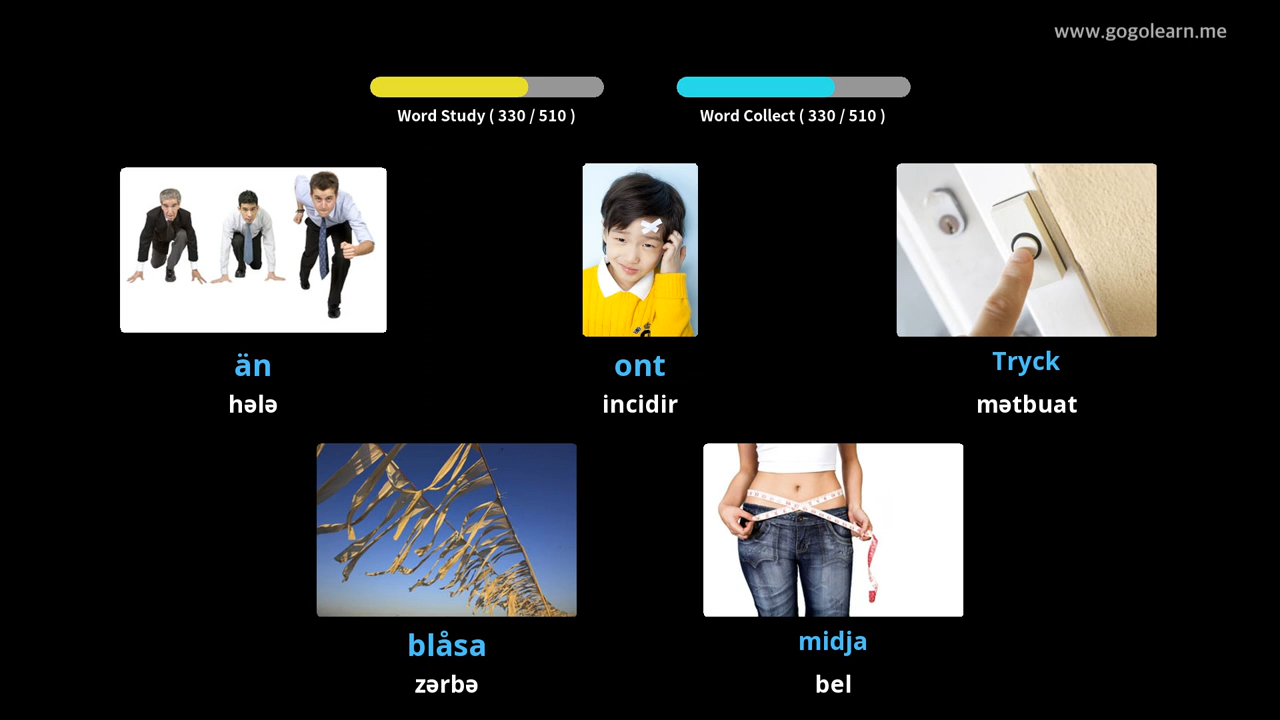 www.gogolearn.me
Word Study ( 330 / 510 )
Word Collect ( 330 / 510 )
än
hələ
ont
incidir
Tryck
mətbuat
blåsa
zərbə
midja
bel